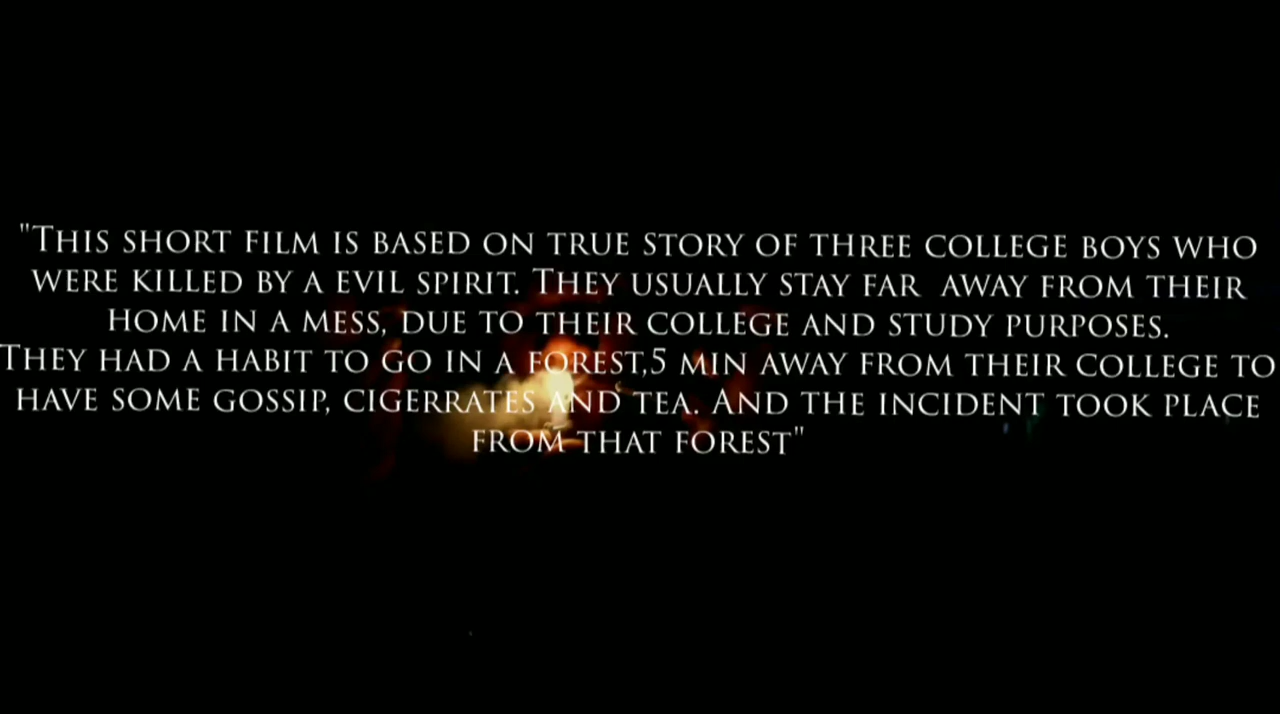 "This short film is based on true story of three college boys who
were killed by a evil spirit. They usually stay far  away from their
home in a mess, due to their college and study purposes.
They had a habit to go in a forest,5 min away from their college to
have some gossip, cigerrates and tea. And the incident took place
from that forest"